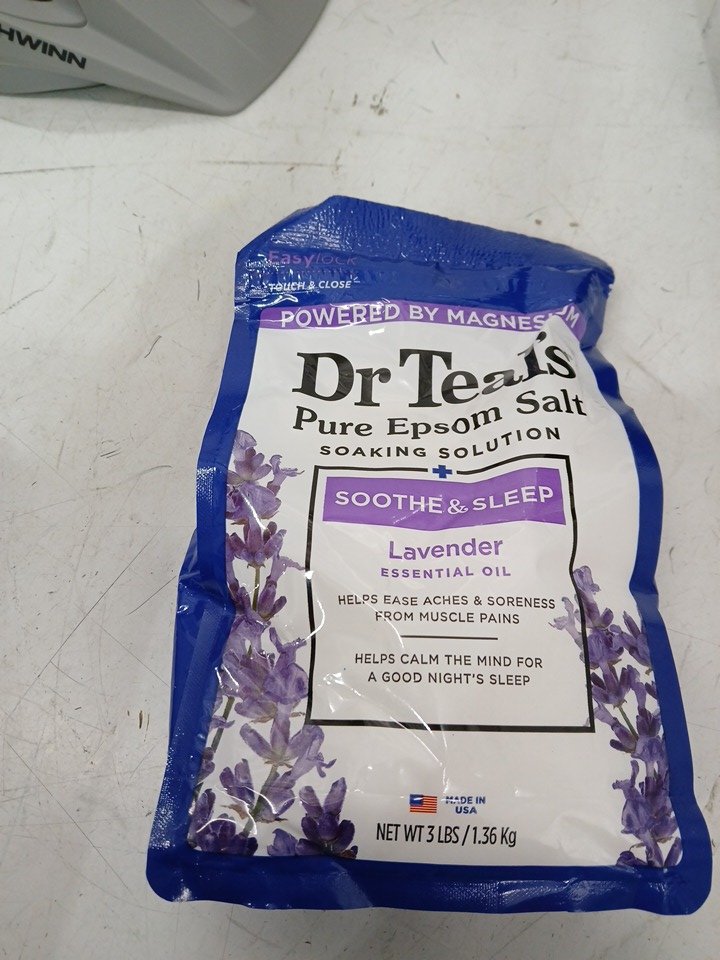 HWINN
Easylock
TOUCH & CLOSE
POWERED BY MAGNESIUM
Dr Teal's
Pure Epsom Salt
SOAKING SOLUTION
SOOTHE & SLEEP
Lavender
ESSENTIAL OIL
HELPS EASE ACHES & SORENESS
FROM MUSCLE PAINS
HELPS CALM THE MIND FOR
A GOOD NIGHT'S SLEEP
MADE IN
USA
NET WT 3 LBS / 1.36 Kg